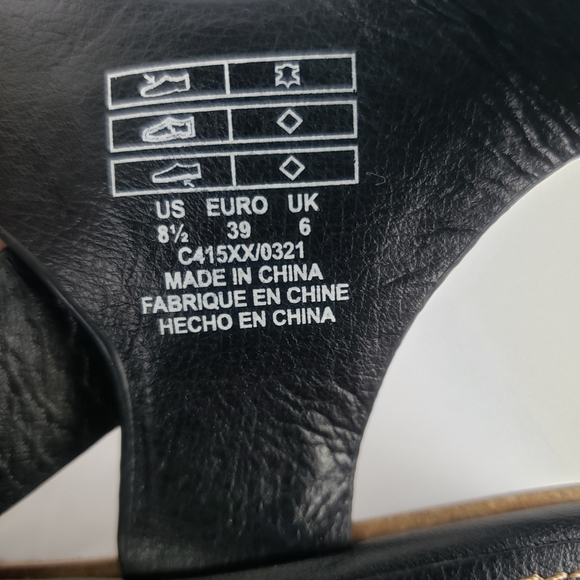 US EURO UK
8½ 39 6
C415XX/0321
MADE IN CHINA
FABRIQUE EN CHINE
HECHO EN CHINA